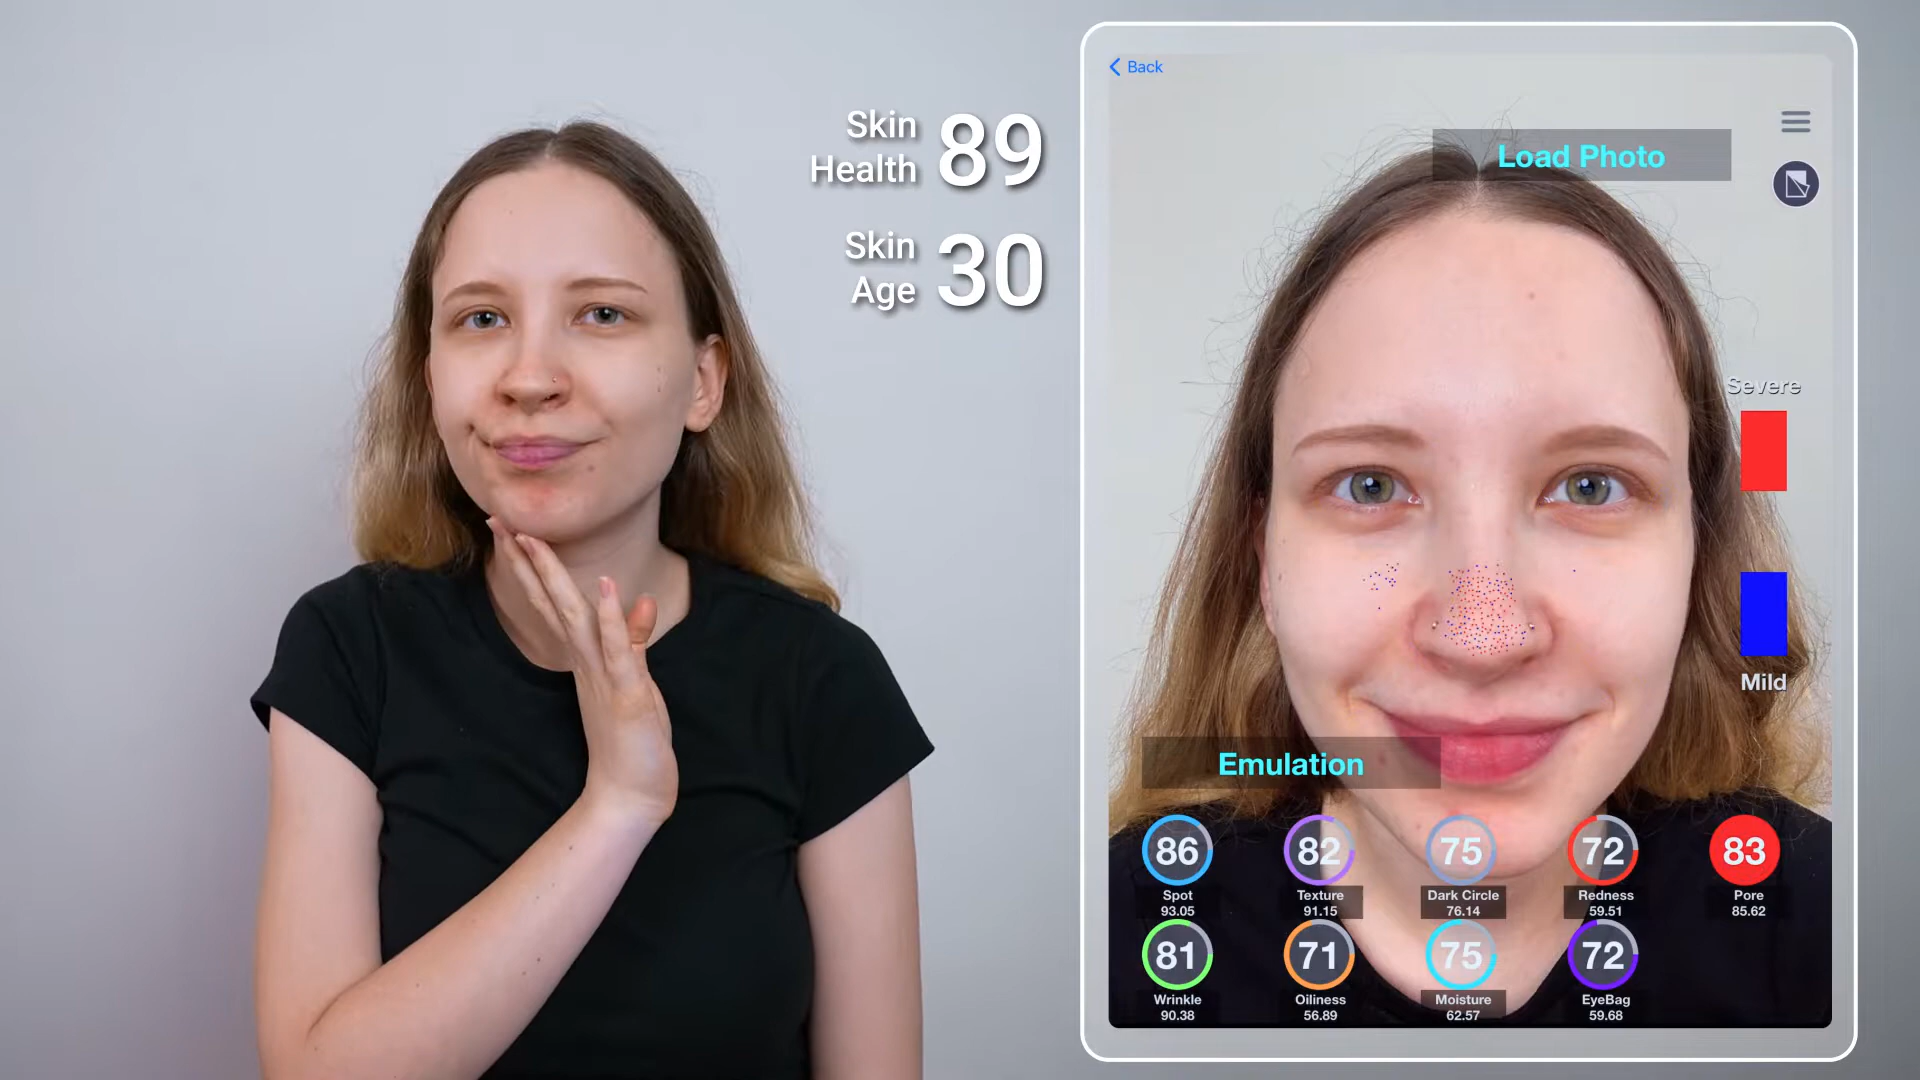 Skin
Health 89
Skin
Age 30
Back
Load Photo
Severe
Mild
Emulation
86
Spot
93.05
82
Texture
91.15
75
Dark Circle
76.14
72
Redness
59.51
83
Pore
85.62
81
Wrinkle
90.38
71
Oiliness
56.89
75
Moisture
62.57
72
EyeBag
59.68